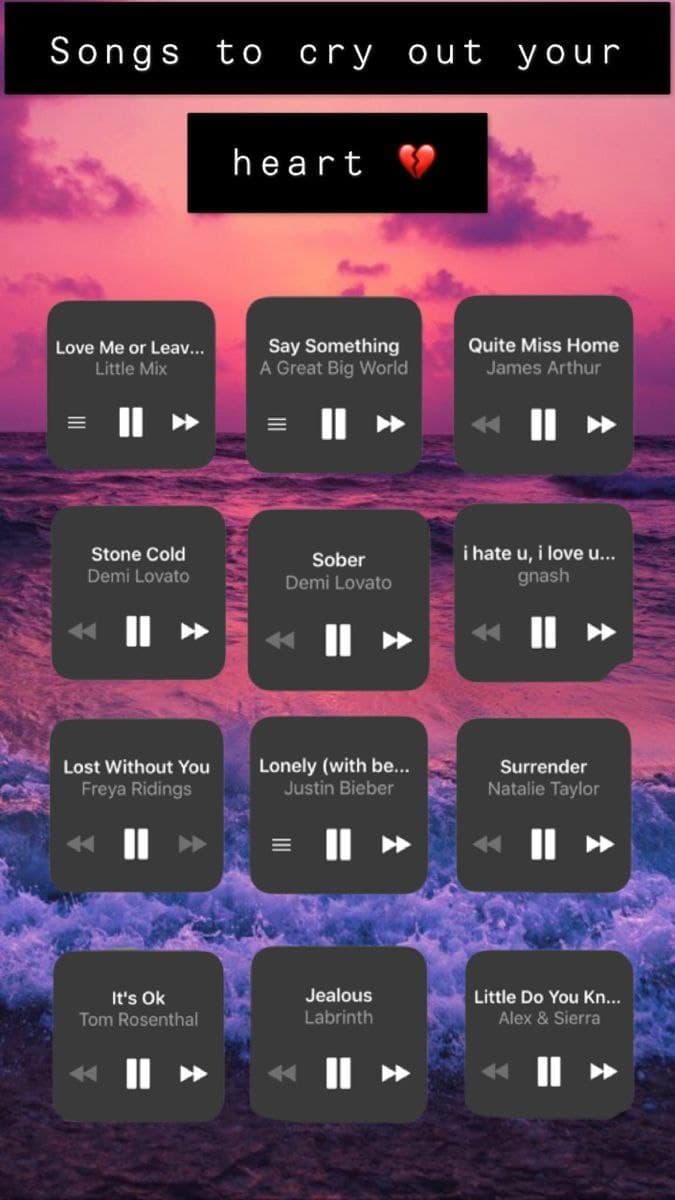 Songs to cry out your
heart 💔
Love Me or Leav...
Little Mix
Say Something
A Great Big World
Quite Miss Home
James Arthur
Stone Cold
Demi Lovato
Sober
Demi Lovato
i hate u, i love u...
gnash
Lost Without You
Freya Ridings
Lonely (with be...
Justin Bieber
Surrender
Natalie Taylor
It's Ok
Tom Rosenthal
Jealous
Labrinth
Little Do You Kn...
Alex & Sierra